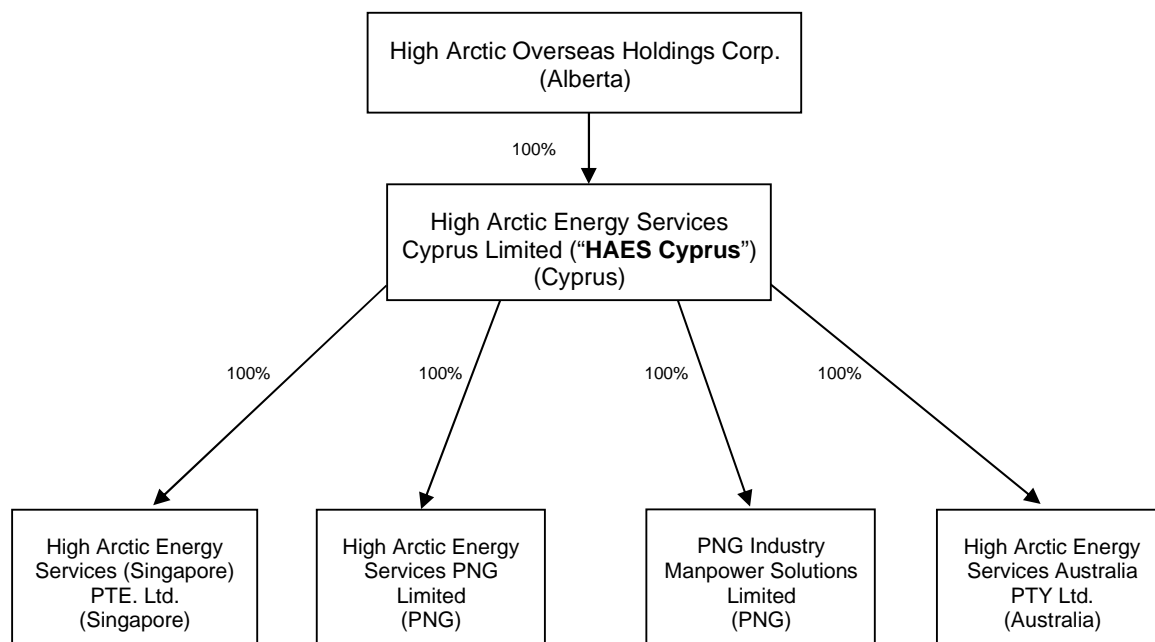 High Arctic Overseas Holdings Corp.
(Alberta)
100%
High Arctic Energy Services
Cyprus Limited (“HAES Cyprus”)
(Cyprus)
100%
100%
100%
100%
High Arctic Energy
Services (Singapore)
PTE. Ltd.
(Singapore)
High Arctic Energy
Services PNG
Limited
(PNG)
PNG Industry
Manpower Solutions
Limited
(PNG)
High Arctic Energy
Services Australia
PTY Ltd.
(Australia)